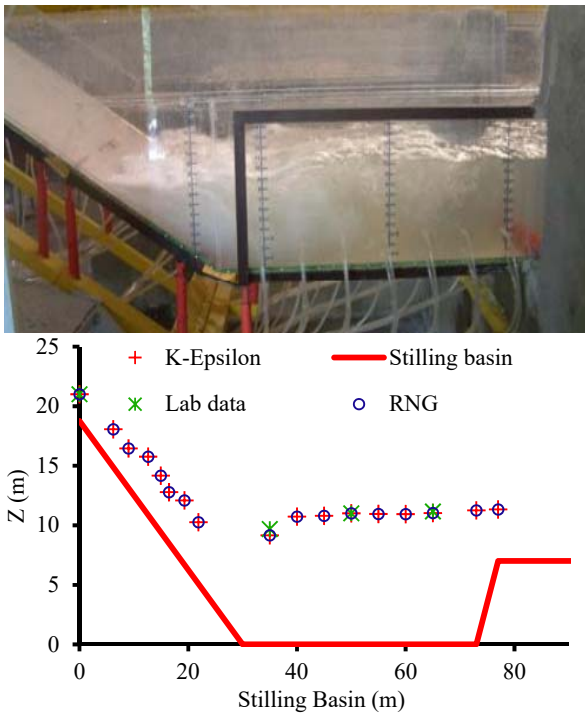 25
K-Epsilon
Stilling basin
20
Lab data
RNG
15
Z (m)
10
5
0
0
20
40
60
80
Stilling Basin (m)